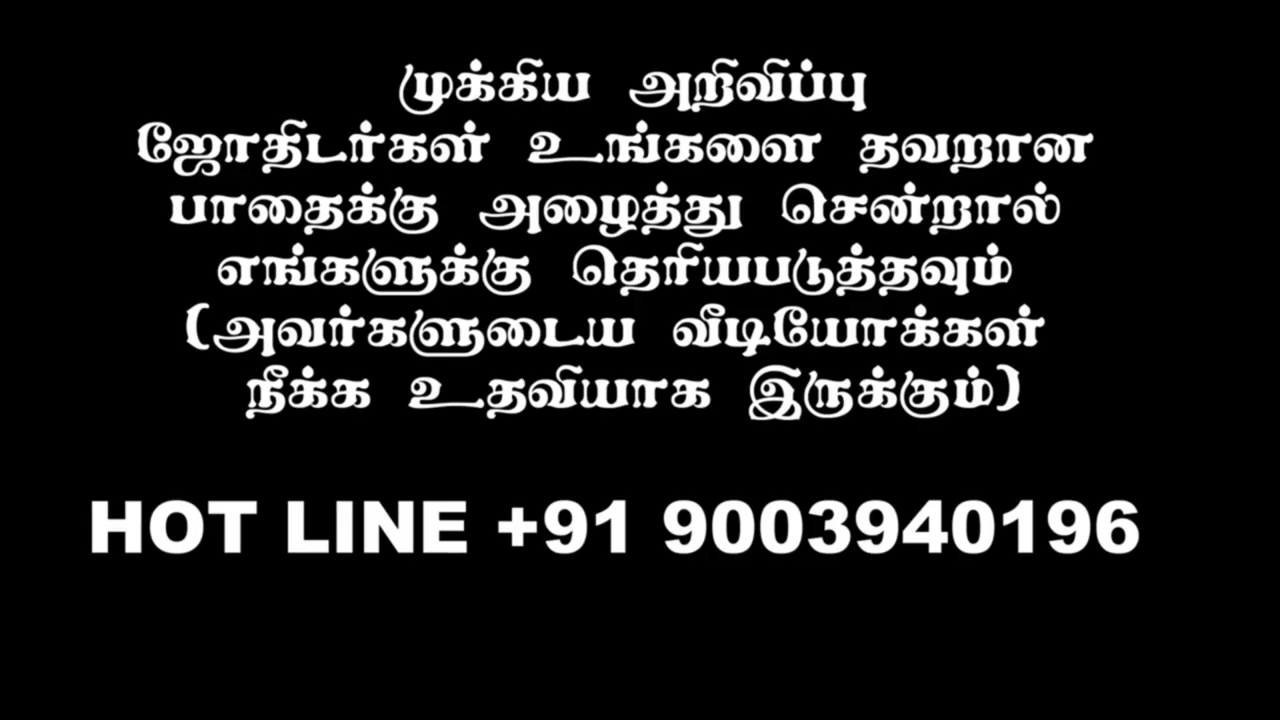 முக்கிய அறிவிப்பு
ஜோதிடர்கள் உங்களை தவறான
பாதைக்கு அழைத்து சென்றால்
எங்களுக்கு தெரியபடுத்தவும்
(அவர்களுடைய வீடியோக்கள்
நீக்க உதவியாக இருக்கும்)
HOT LINE +91 9003940196